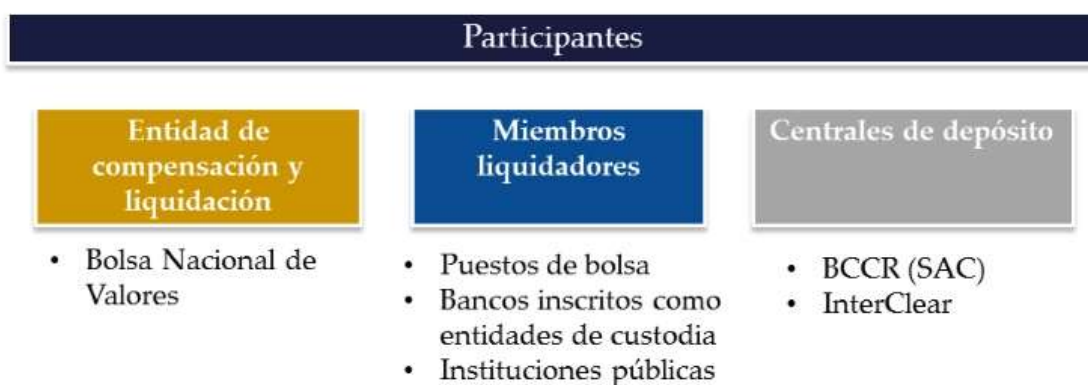 Participantes
Entidad de
compensación y
liquidación
• Bolsa Nacional de
Valores
Miembros
liquidadores
• Puestos de bolsa
• Bancos inscritos como
entidades de custodia
• Instituciones públicas
Centrales de depósito
• BCCR (SAC)
• InterClear